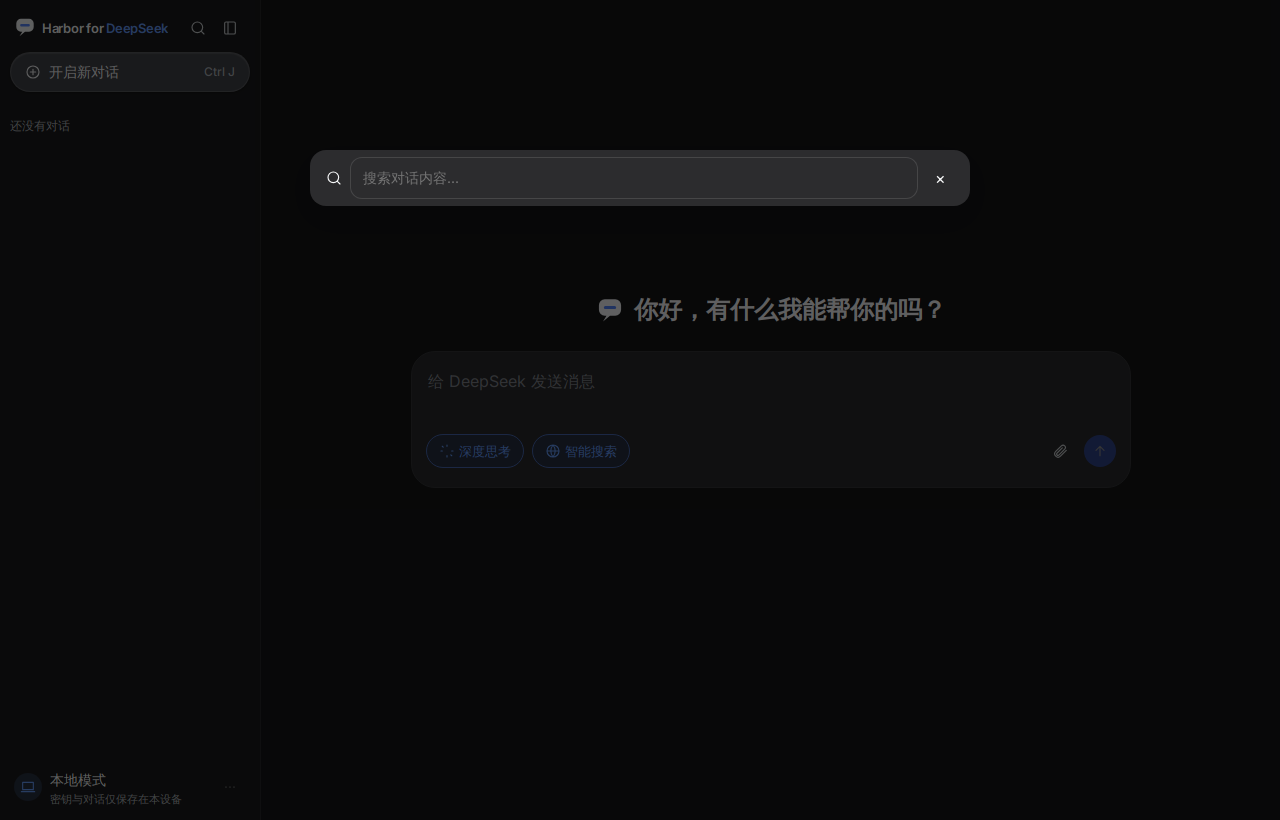 Harbor for DeepSeek
开启新对话 Ctrl J
还没有对话
搜索对话内容...
你好，有什么我能帮你的吗？
给 DeepSeek 发送消息
深度思考 智能搜索
本地模式
密钥与对话仅保存在本设备